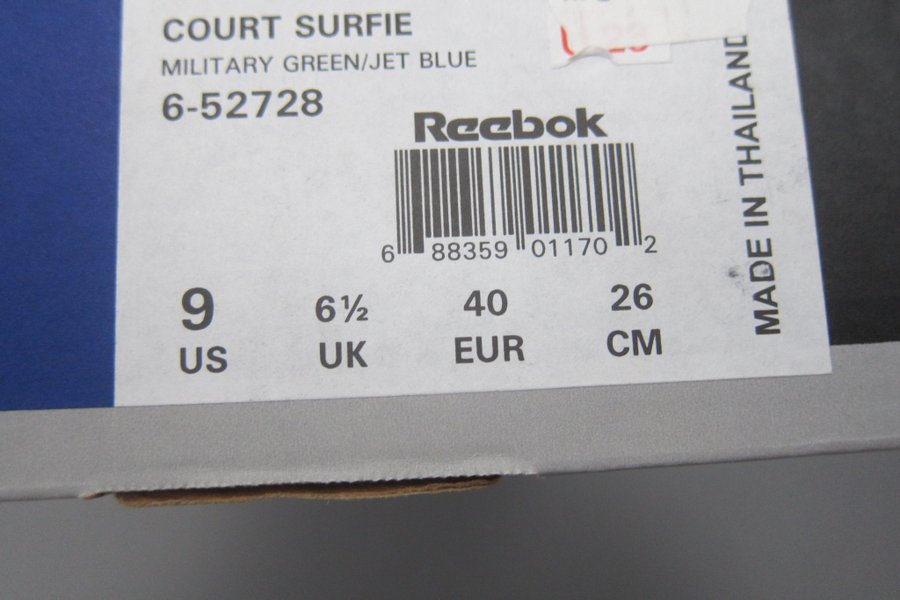 COURT SURFIE
MILITARY GREEN/JET BLUE
6-52728
Reebok
6 88359 01170 2
9 6½ 40 26
US UK EUR CM
MADE IN THAILAND